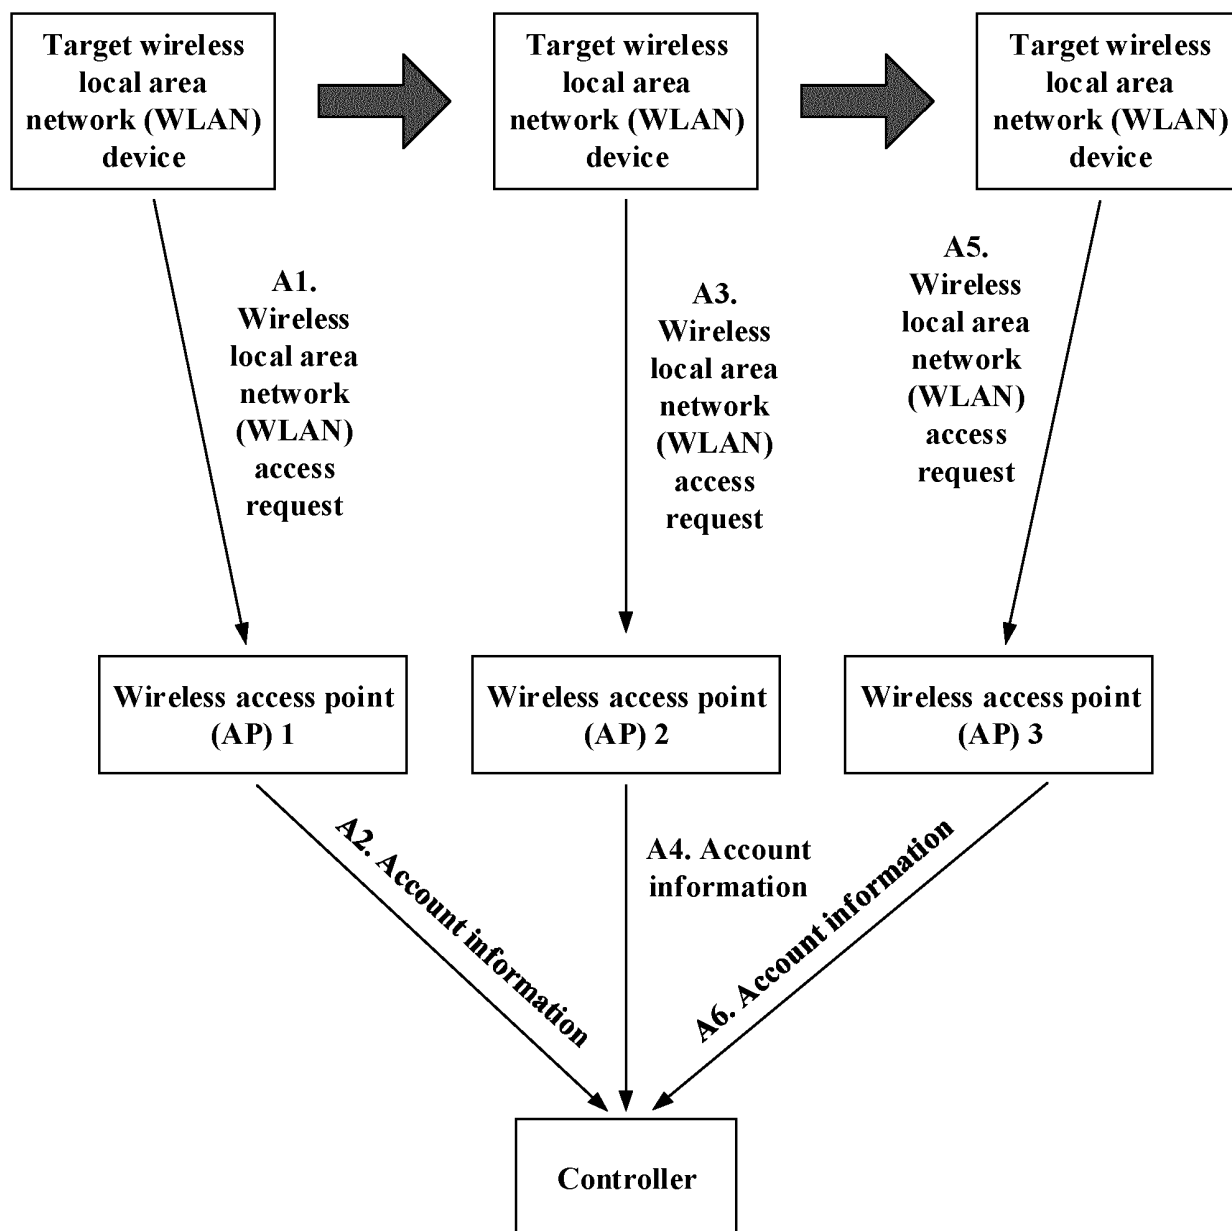 Target wireless
local area
network (WLAN)
device
Target wireless
local area
network (WLAN)
device
Target wireless
local area
network (WLAN)
device
A1.
Wireless
local area
network
(WLAN)
access
request
A3.
Wireless
local area
network
(WLAN)
access
request
A5.
Wireless
local area
network
(WLAN)
access
request
Wireless access point
(AP) 1
Wireless access point
(AP) 2
Wireless access point
(AP) 3
A2. Account information
A4. Account
information
A6. Account information
Controller